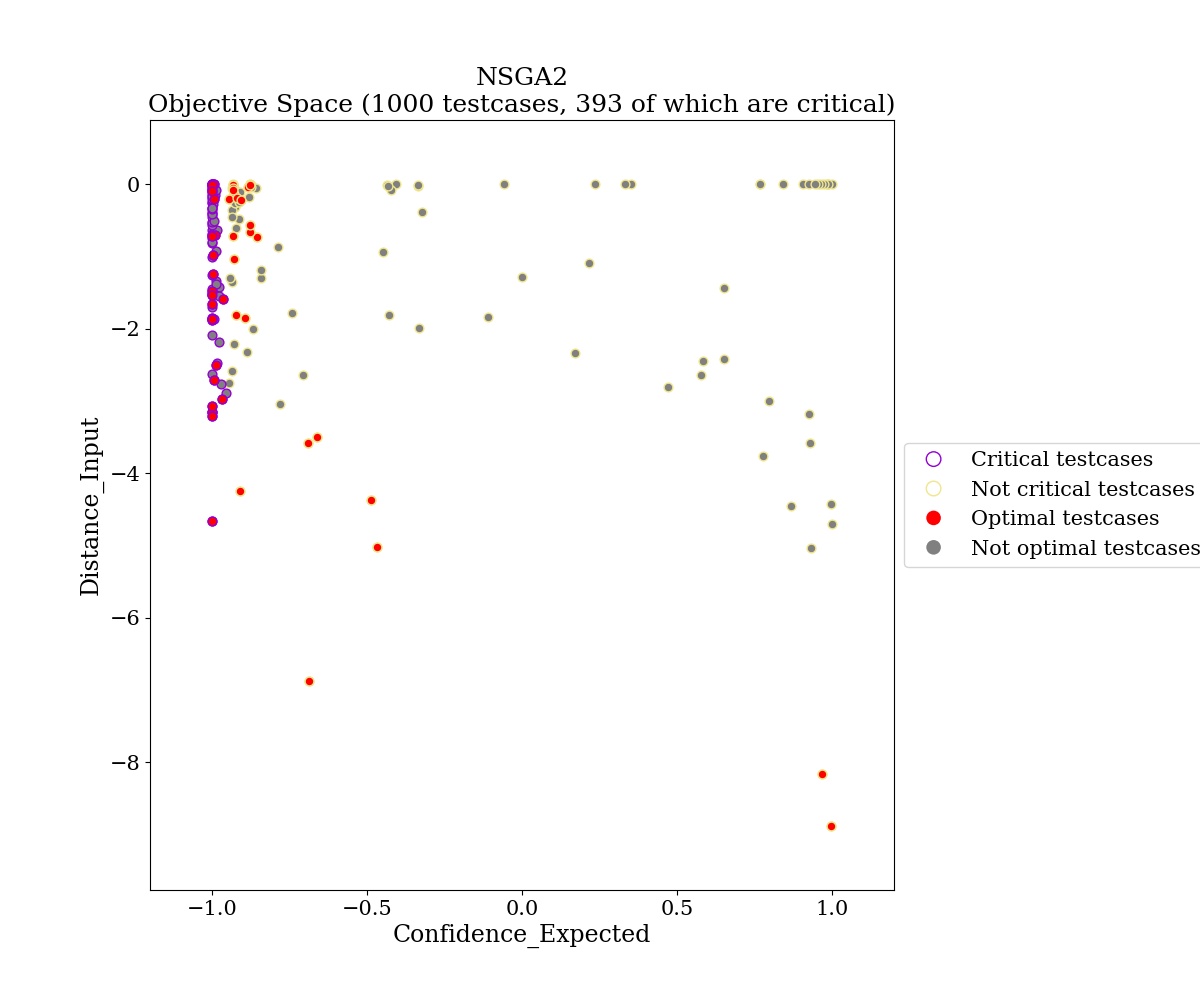 NSGA2
Objective Space (1000 testcases, 393 of which are critical)
0
−2
−4
−6
−8
Distance_Input
−1.0
−0.5
0.0
0.5
1.0
Confidence_Expected
Critical testcases
Not critical testcases
Optimal testcases
Not optimal testcases